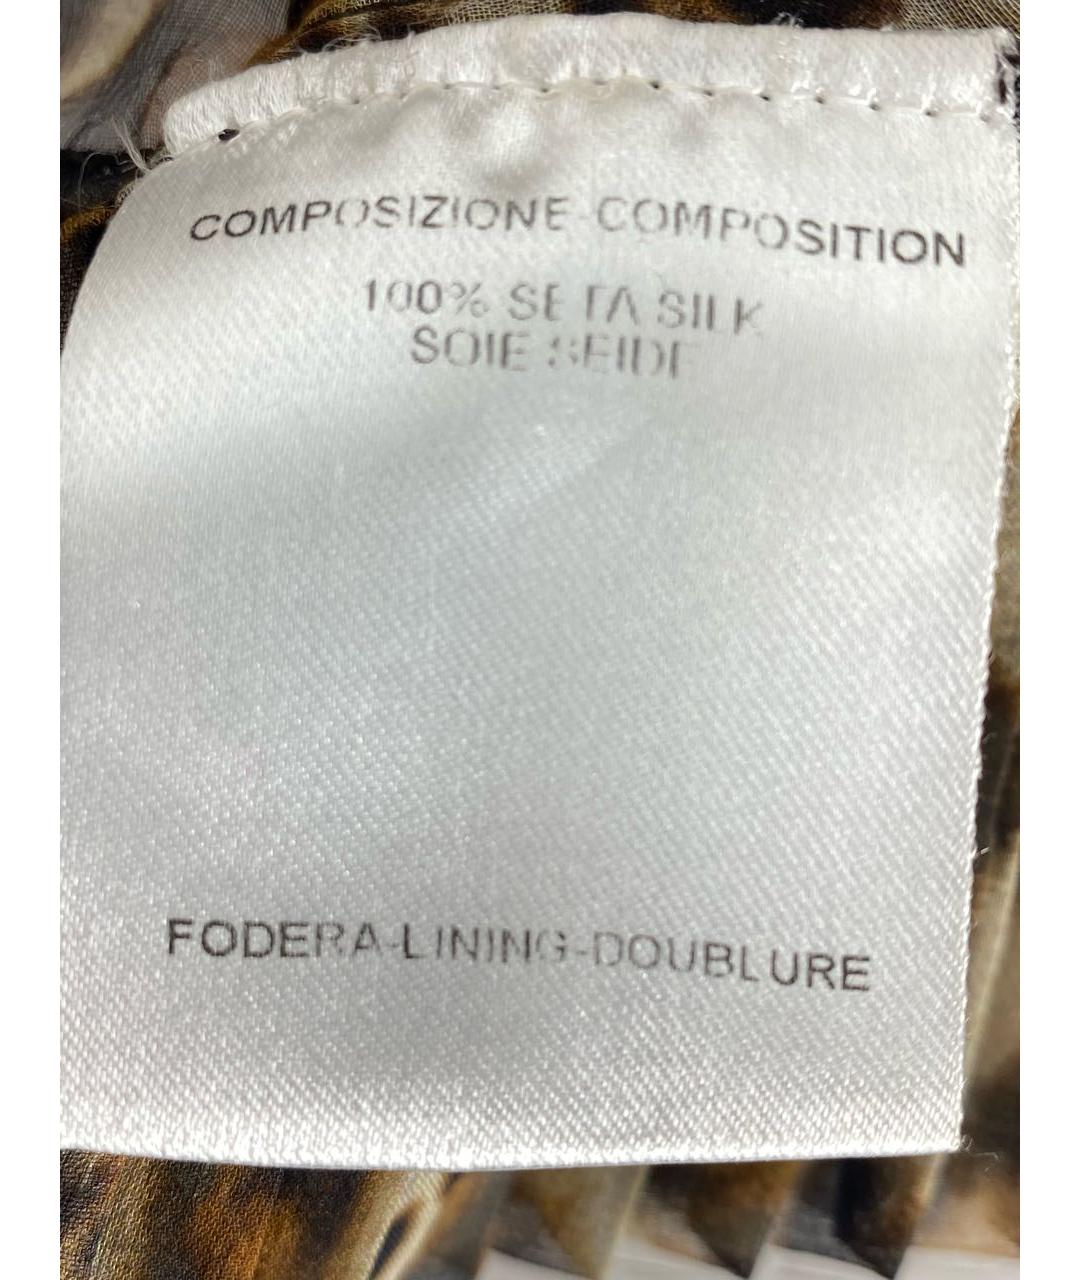 COMPOSIZIONE-COMPOSITION
100% SETA SILK
SOIE SEIDE
FODERA-LINING-DOUBLURE